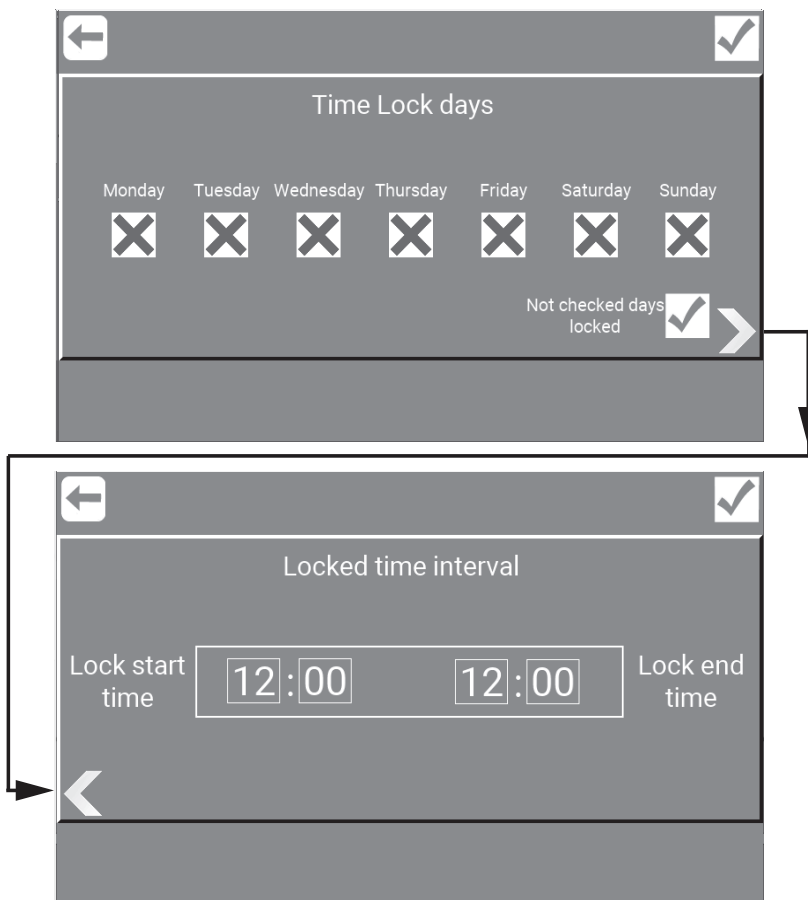 Time Lock days
Monday Tuesday Wednesday Thursday Friday Saturday Sunday
Not checked days
locked
Locked time interval
Lock start
time
12:00
12:00
Lock end
time